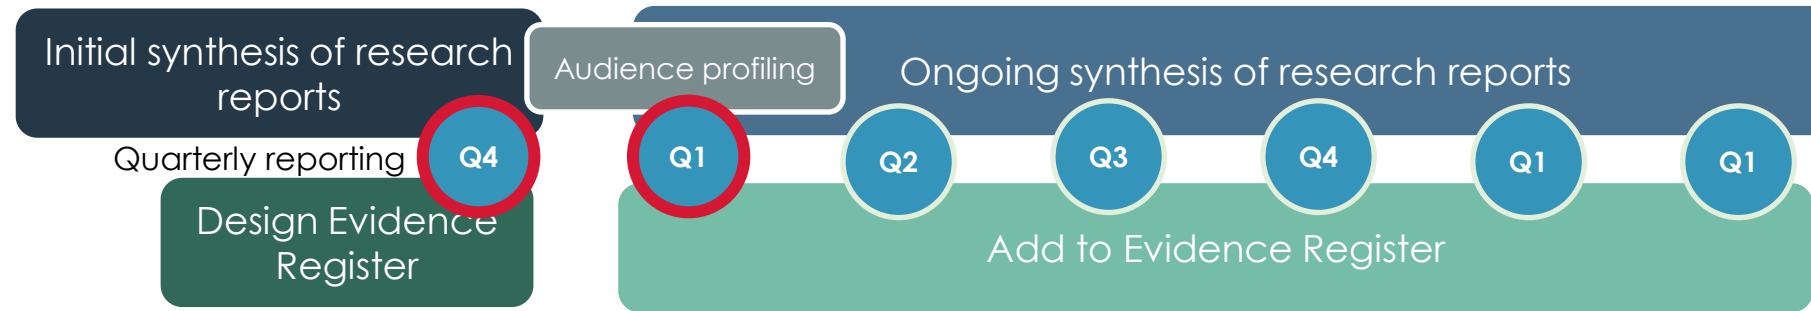 Initial synthesis of research
reports
Audience profiling
Ongoing synthesis of research reports
Quarterly reporting
Q4
Q1
Q2
Q3
Q4
Q1
Q1
Design Evidence
Register
Add to Evidence Register